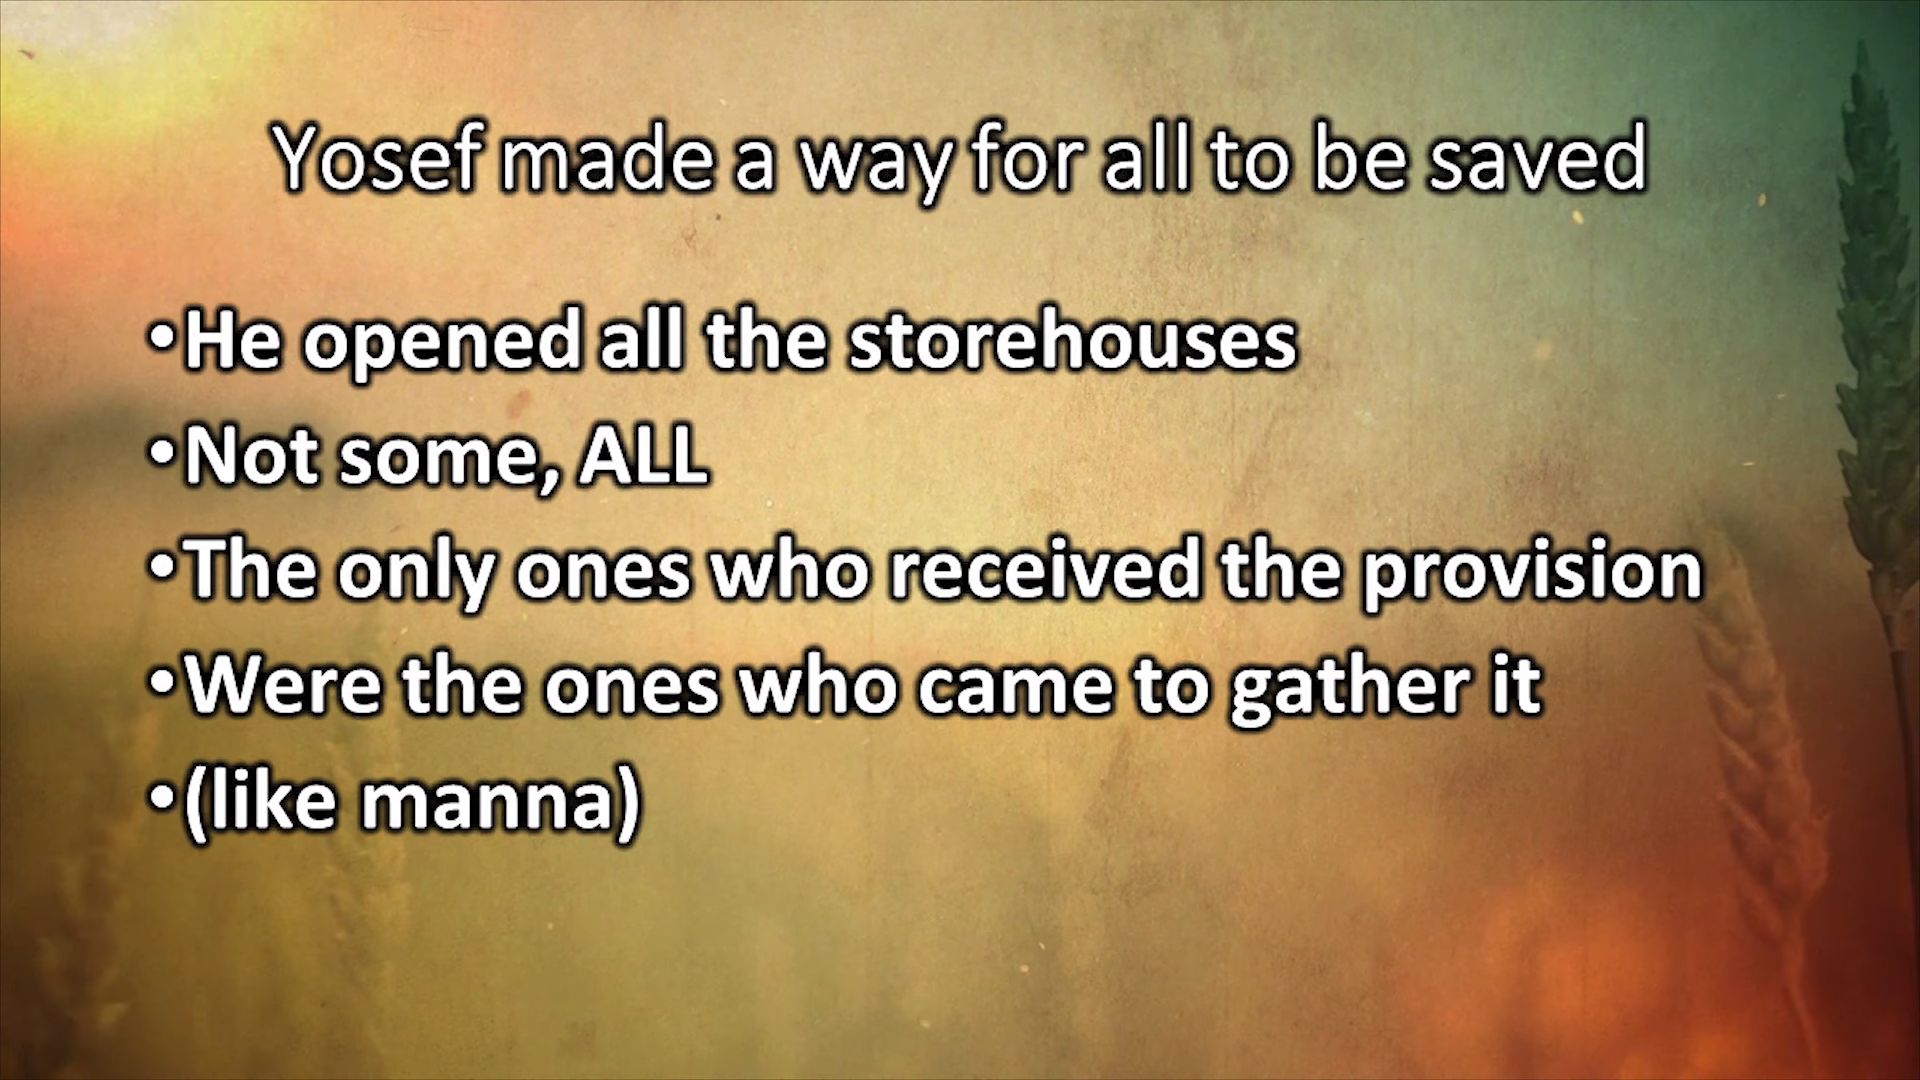 Yosef made a way for all to be saved
•He opened all the storehouses
•Not some, ALL
•The only ones who received the provision
•Were the ones who came to gather it
•(like manna)